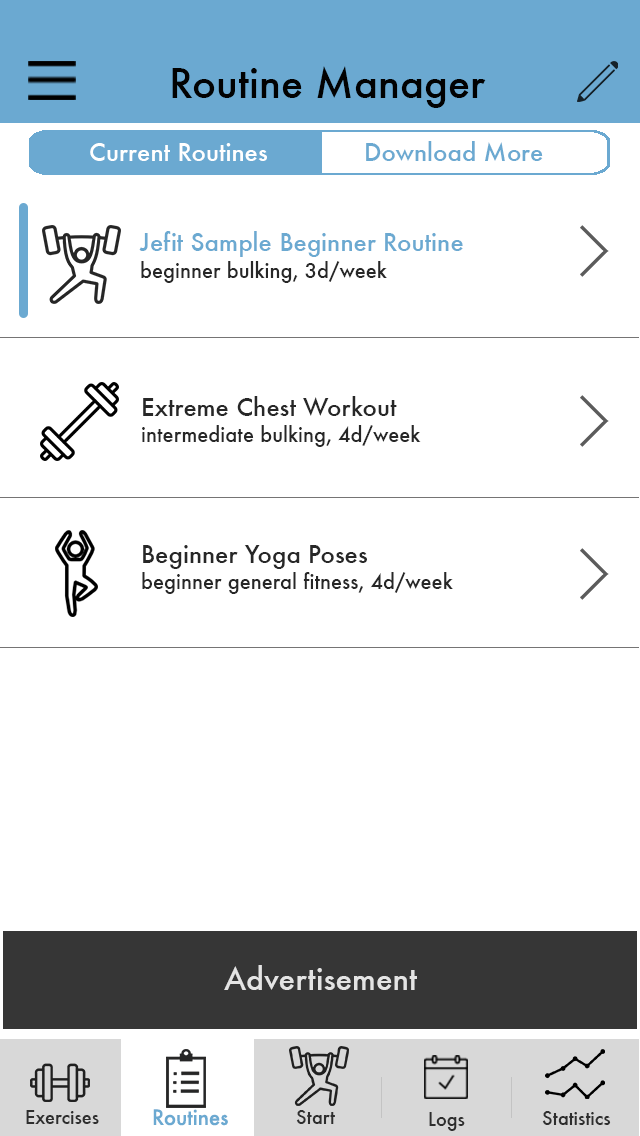 Routine Manager
Current Routines Download More
Jefit Sample Beginner Routine
beginner bulking, 3d/week
Extreme Chest Workout
intermediate bulking, 4d/week
Beginner Yoga Poses
beginner general fitness, 4d/week
Advertisement
Exercises Routines Start Logs Statistics